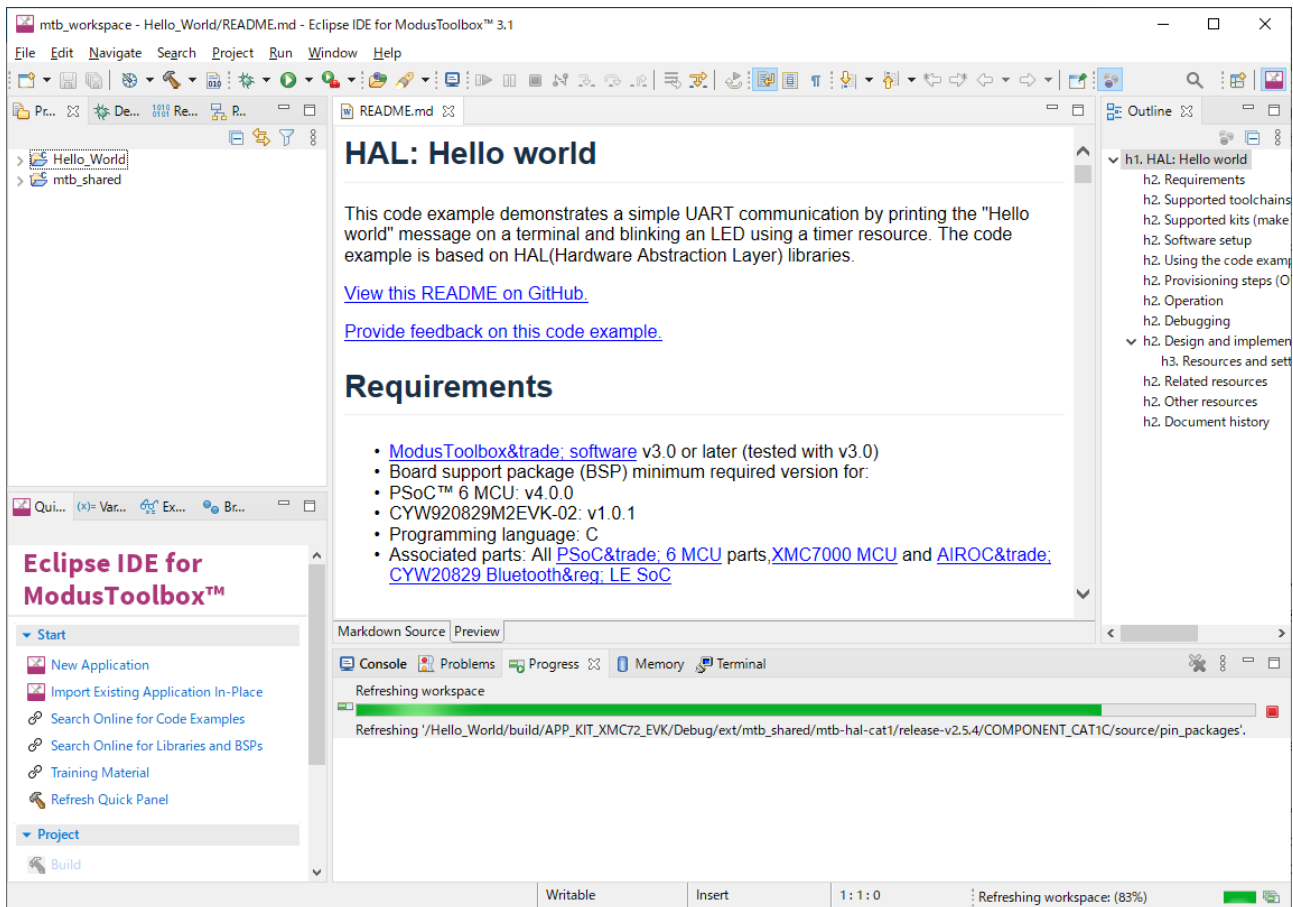 mtb_workspace - Hello_World/README.md - Eclipse IDE for ModusToolbox™ 3.1
File Edit Navigate Search Project Run Window Help
Pr... De... Re... P...
Hello_World
mtb_shared
README.md
HAL: Hello world
This code example demonstrates a simple UART communication by printing the "Hello
world" message on a terminal and blinking an LED using a timer resource. The code
example is based on HAL(Hardware Abstraction Layer) libraries.
View this README on GitHub.
Provide feedback on this code example.
Requirements
• ModusToolbox&trade; software v3.0 or later (tested with v3.0)
• Board support package (BSP) minimum required version for:
• PSoC™ 6 MCU: v4.0.0
• CYW920829M2EVK-02: v1.0.1
• Programming language: C
• Associated parts: All PSoC&trade; 6 MCU parts,XMC7000 MCU and AIROC&trade;
CYW20829 Bluetooth&reg; LE SoC
Markdown Source Preview
Outline
h1. HAL: Hello world
h2. Requirements
h2. Supported toolchains
h2. Supported kits (make
h2. Software setup
h2. Using the code examp
h2. Provisioning steps (O
h2. Operation
h2. Debugging
h2. Design and implemen
h3. Resources and sett
h2. Related resources
h2. Other resources
h2. Document history
Qui... (x)= Var... Ex... Br...
Eclipse IDE for
ModusToolbox™
Start
New Application
Import Existing Application In-Place
Search Online for Code Examples
Search Online for Libraries and BSPs
Training Material
Refresh Quick Panel
Project
Build
Console Problems Progress Memory Terminal
Refreshing workspace
Refreshing '/Hello_World/build/APP_KIT_XMC72_EVK/Debug/ext/mtb_shared/mtb-hal-cat1/release-v2.5.4/COMPONENT_CAT1C/source/pin_packages'.
Writable Insert 1 : 1 : 0 Refreshing workspace: (83%)